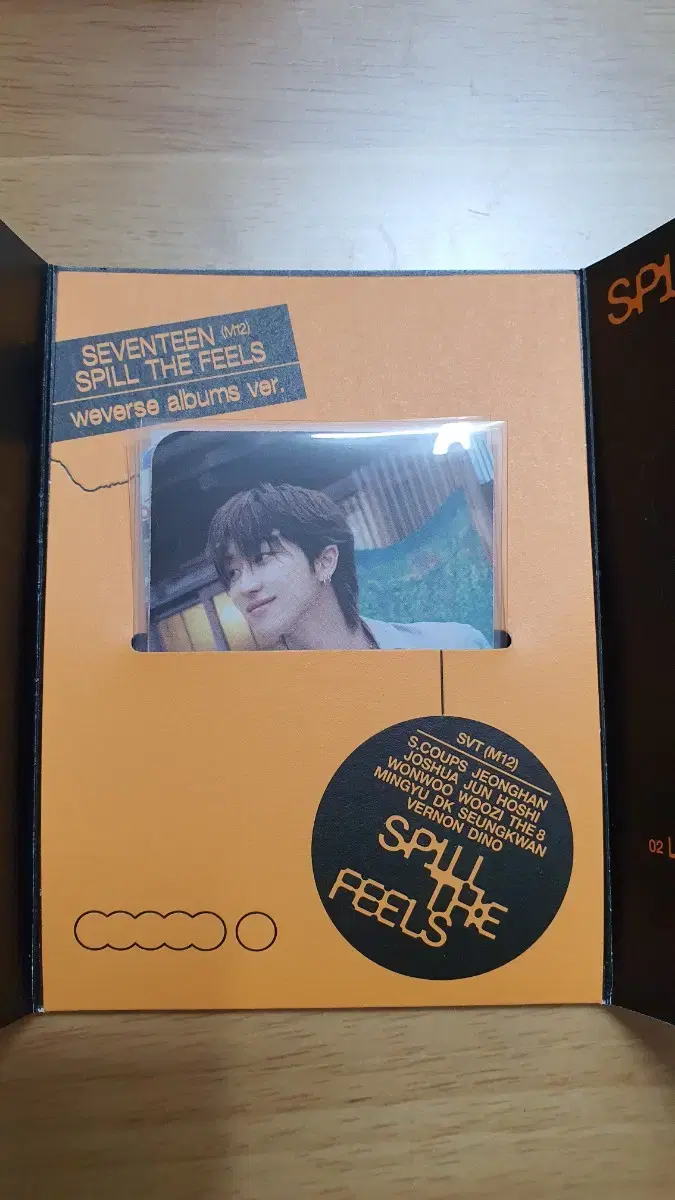 SEVENTEEN (M12)
SPILL THE FEELS
weverse albums ver.
SPI
SVT (M12)
S.COUPS JEONGHAN
JOSHUA JUN HOSHI
WONWOO WOOZI THE 8
MINGYU DK SEUNGKWAN
VERNON DINO
SPILL
THE
FEELS
02 L